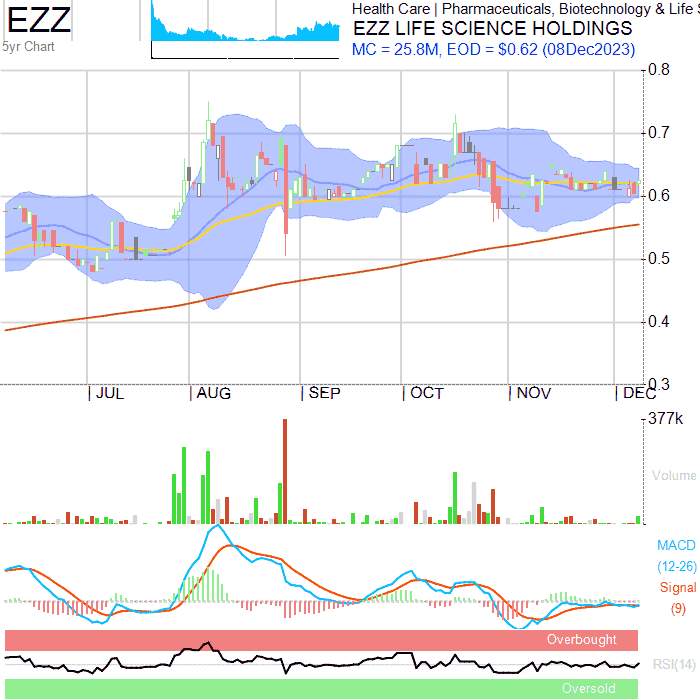 EZZ
5yr Chart
Health Care | Pharmaceuticals, Biotechnology & Life S
EZZ LIFE SCIENCE HOLDINGS
MC = 25.8M, EOD = $0.62 (08Dec2023)
0.8
0.7
0.6
0.5
0.4
0.3
JUL
AUG
SEP
OCT
NOV
DEC
377k
Volume
MACD
(12-26)
Signal
(9)
Overbought
RSI(14)
Oversold